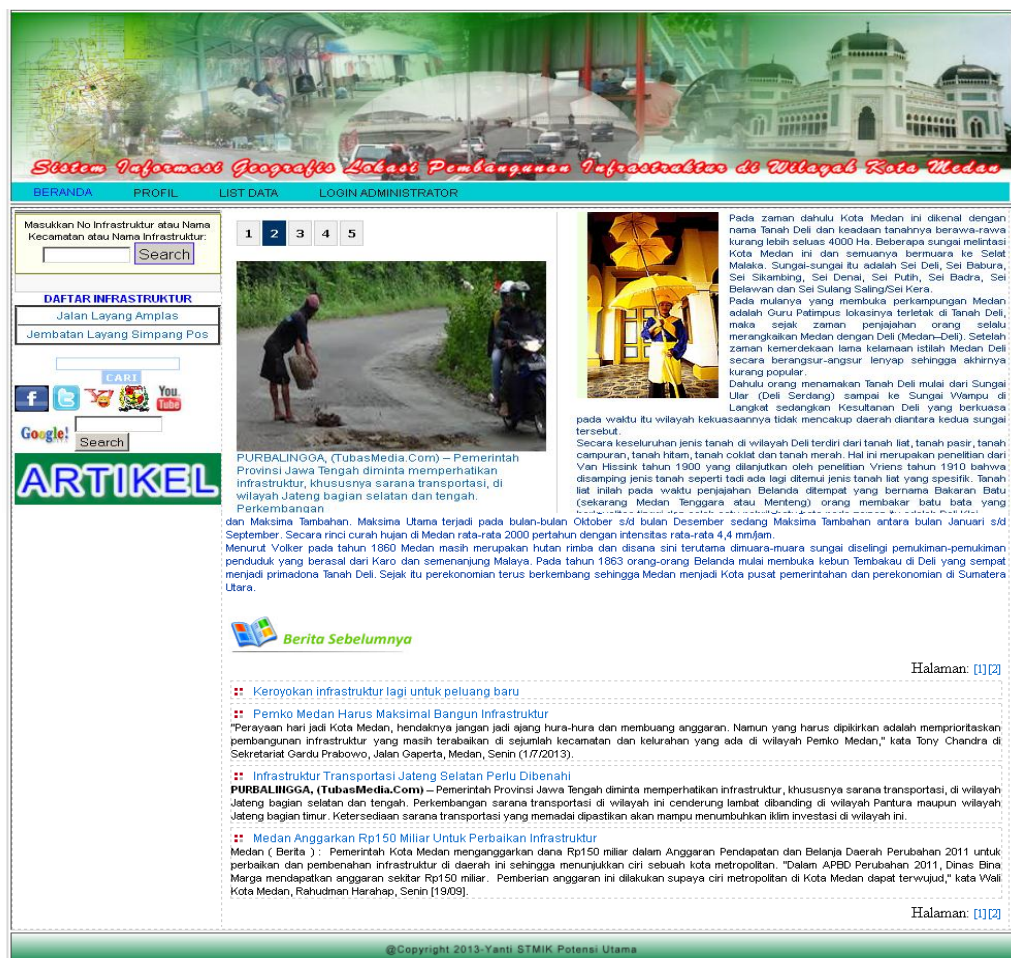 Sistem Informasi Geografis Lokasi Pembangunan Infrastruktur di Wilayah Kota Medan
BERANDA PROFIL LIST DATA LOGIN ADMINISTRATOR
Masukkan No Infrastruktur atau Nama
Kecamatan atau Nama Infrastruktur:
Search
DAFTAR INFRASTRUKTUR
Jalan Layang Amplas
Jembatan Layang Simpang Pos
CARI
You
Tube
Google!
Search
ARTIKEL
1 2 3 4 5
PURBALINGGA, (TubasMedia.Com) – Pemerintah
Provinsi Jawa Tengah diminta memperhatikan
infrastruktur, khususnya sarana transportasi, di
wilayah Jateng bagian selatan dan tengah.
Perkembangan
Pada zaman dahulu Kota Medan ini dikenal dengan
nama Tanah Deli dan keadaan tanahnya berawa-rawa
kurang lebih seluas 4000 Ha. Beberapa sungai melintasi
Kota Medan ini dan semuanya bermuara ke Selat
Malaka. Sungai-sungai itu adalah Sei Deli, Sei Babura,
Sei Sikambing, Sei Denai, Sei Putih, Sei Badra, Sei
Belawan dan Sei Sulang Saling/Sei Kera.
Pada mulanya yang membuka perkampungan Medan
adalah Guru Patimpus lokasinya terletak di Tanah Deli,
maka sejak zaman penjajahan orang selalu
merangkaikan Medan dengan Deli (Medan–Deli). Setelah
zaman kemerdekaan lama kelamaan istilah Medan Deli
secara berangsur-angsur lenyap sehingga akhirnya
kurang popular.
Dahulu orang menamakan Tanah Deli mulai dari Sungai
Ular (Deli Serdang) sampai ke Sungai Wampu di
Langkat sedangkan Kesultanan Deli yang berkuasa
pada waktu itu wilayah kekuasaannya tidak mencakup daerah diantara kedua sungai
tersebut.
Secara keseluruhan jenis tanah di wilayah Deli terdiri dari tanah liat, tanah pasir, tanah
campuran, tanah hitam, tanah coklat dan tanah merah. Hal ini merupakan penelitian dari
Van Hissink tahun 1900 yang dilanjutkan oleh penelitian Vriens tahun 1910 bahwa
disamping jenis tanah seperti tadi ada lagi ditemui jenis tanah liat yang spesifik. Tanah
liat inilah pada waktu penjajahan Belanda ditempat yang bernama Bakaran Batu
(sekarang Medan Tenggara atau Menteng) orang membakar batu bata yang
dan Maksima Tambahan. Maksima Utama terjadi pada bulan-bulan Oktober s/d bulan Desember sedang Maksima Tambahan antara bulan Januari s/d
September. Secara rinci curah hujan di Medan rata-rata 2000 pertahun dengan intensitas rata-rata 4,4 mm/jam.
Menurut Volker pada tahun 1860 Medan masih merupakan hutan rimba dan disana sini terutama dimuara-muara sungai diselingi pemukiman-pemukiman
penduduk yang berasal dari Karo dan semenanjung Malaya. Pada tahun 1863 orang-orang Belanda mulai membuka kebun Tembakau di Deli yang sempat
menjadi primadona Tanah Deli. Sejak itu perekonomian terus berkembang sehingga Medan menjadi Kota pusat pemerintahan dan perekonomian di Sumatera
Utara.
Berita Sebelumnya
Halaman: [1][2]
Keroyokan infrastruktur lagi untuk peluang baru
Pemko Medan Harus Maksimal Bangun Infrastruktur
"Perayaan hari jadi Kota Medan, hendaknya jangan jadi ajang hura-hura dan membuang anggaran. Namun yang harus dipikirkan adalah memprioritaskan
pembangunan infrastruktur yang masih terabaikan di sejumlah kecamatan dan kelurahan yang ada di wilayah Pemko Medan," kata Tony Chandra di
Sekretariat Gardu Prabowo, Jalan Gaperta, Medan, Senin (1/7/2013).
Infrastruktur Transportasi Jateng Selatan Perlu Dibenahi
PURBALINGGA, (TubasMedia.Com) – Pemerintah Provinsi Jawa Tengah diminta memperhatikan infrastruktur, khususnya sarana transportasi, di wilayah
Jateng bagian selatan dan tengah. Perkembangan sarana transportasi di wilayah ini cenderung lambat dibanding di wilayah Pantura maupun wilayah
Jateng bagian timur. Ketersediaan sarana transportasi yang memadai dipastikan akan mampu menumbuhkan iklim investasi di wilayah ini.
Medan Anggarkan Rp150 Miliar Untuk Perbaikan Infrastruktur
Medan ( Berita ) : Pemerintah Kota Medan menganggarkan dana Rp150 miliar dalam Anggaran Pendapatan dan Belanja Daerah Perubahan 2011 untuk
perbaikan dan pembenahan infrastruktur di daerah ini sehingga menunjukkan ciri sebuah kota metropolitan. "Dalam APBD Perubahan 2011, Dinas Bina
Marga mendapatkan anggaran sekitar Rp150 miliar. Pemberian anggaran ini dilakukan supaya ciri metropolitan di Kota Medan dapat terwujud," kata Wali
Kota Medan, Rahudman Harahap, Senin [19/09].
Halaman: [1][2]
@Copyright 2013-Yanti STMIK Potensi Utama